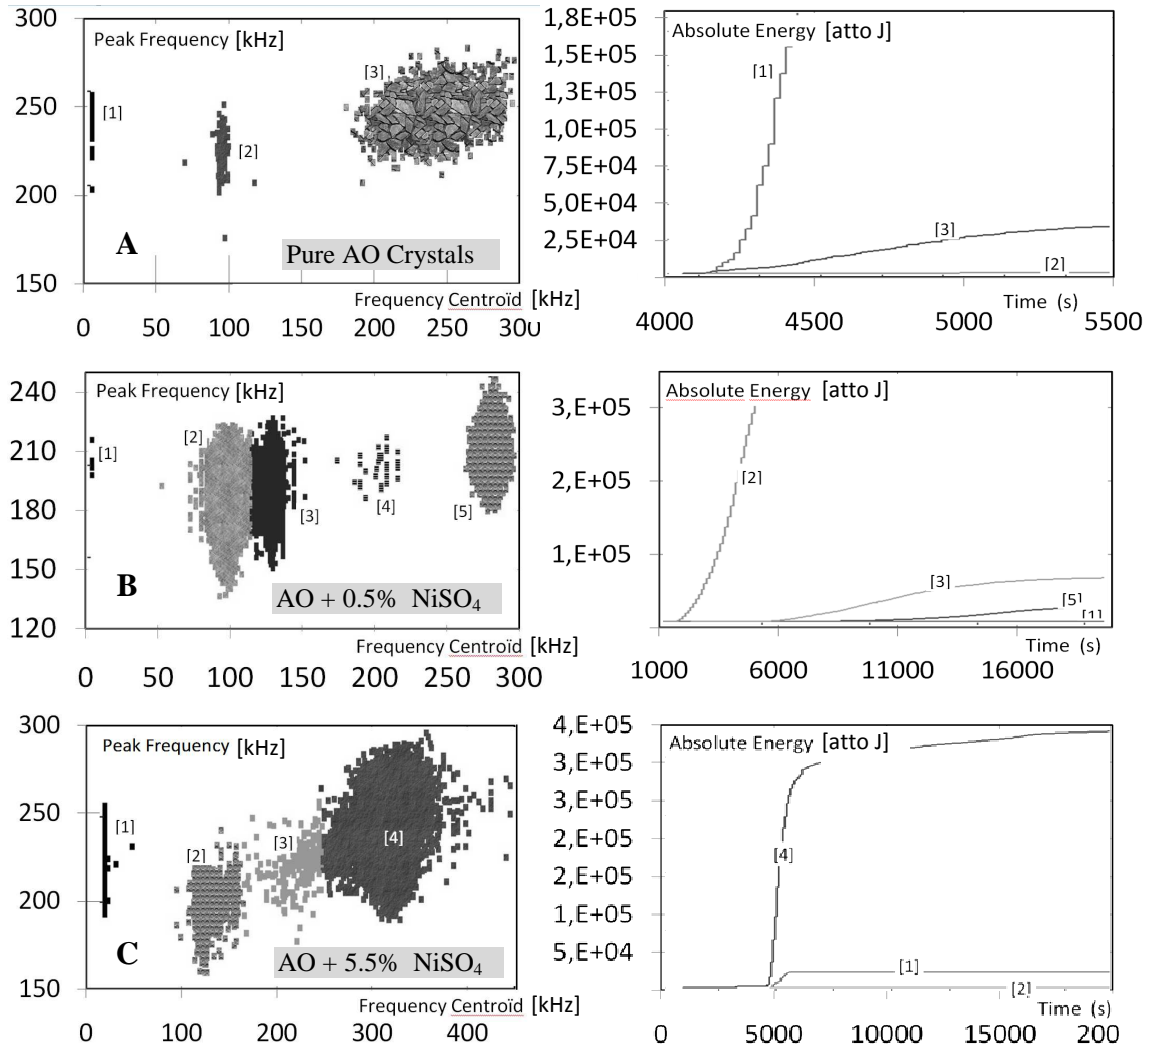 300
250
200
150
Peak Frequency [kHz]
[1]
[2]
[3]
A
Pure AO Crystals
Frequency Centroïd [kHz]
0 50 100 150 200 250 300
1,8E+05
1,5E+05
1,3E+05
1,0E+05
7,5E+04
5,0E+04
2,5E+04
Absolute Energy [atto J]
[1]
[3]
[2]
Time (s)
4000 4500 5000 5500
240
210
180
150
120
Peak Frequency [kHz]
[1]
[2]
[3]
[4]
[5]
B
AO + 0.5% NiSO4
Frequency Centroïd [kHz]
0 50 100 150 200 250 300
3,E+05
2,E+05
1,E+05
Absolute Energy [atto J]
[2]
[3]
[5]
[1]
Time (s)
1000 6000 11000 16000
300
250
200
150
Peak Frequency [kHz]
[1]
[2]
[3]
[4]
C
AO + 5.5% NiSO4
Frequency Centroïd [kHz]
0 100 200 300 400
4,E+05
3,E+05
3,E+05
2,E+05
2,E+05
1,E+05
5,E+04
Absolute Energy [atto J]
[4]
[1]
[2]
Time (s)
0 5000 10000 15000 200